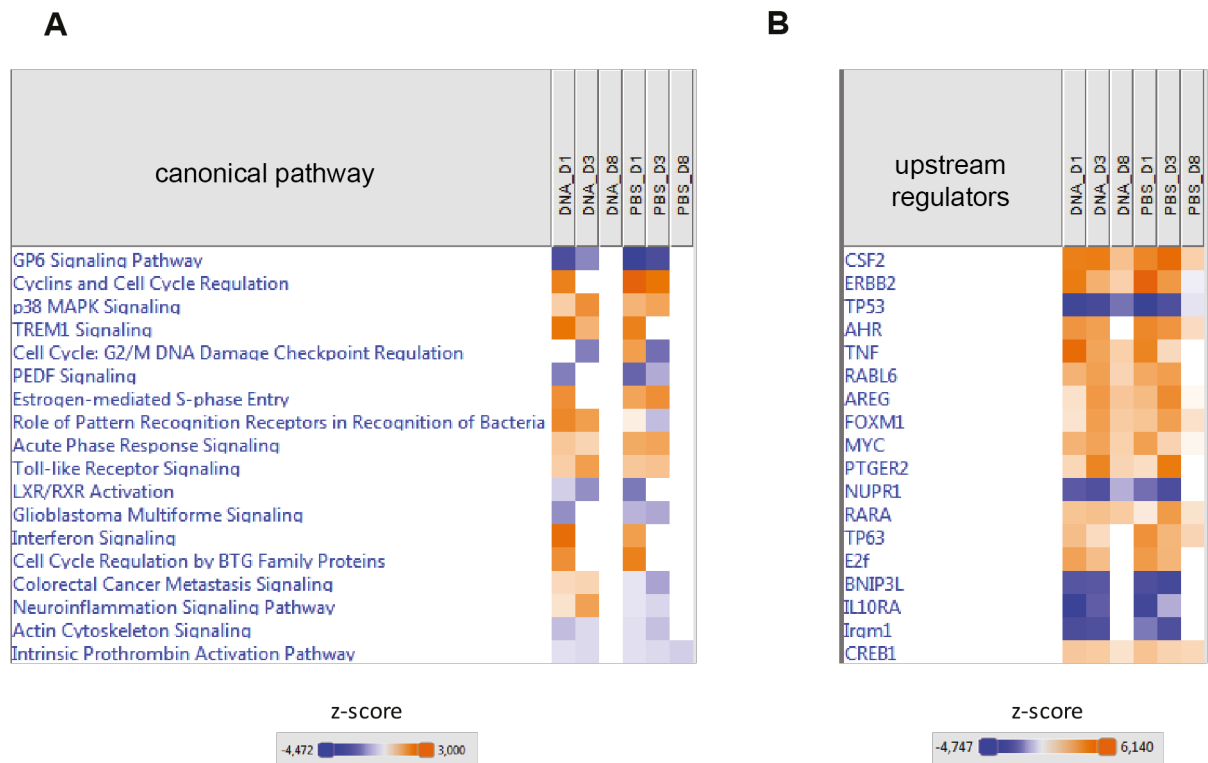 A
B
canonical pathway
DNA_D1
DNA_D3
DNA_D8
PBS_D1
PBS_D3
PBS_D8
GP6 Signaling Pathway
Cyclins and Cell Cycle Regulation
p38 MAPK Signaling
TREM1 Signaling
Cell Cycle: G2/M DNA Damage Checkpoint Regulation
PEDF Signaling
Estrogen-mediated S-phase Entry
Role of Pattern Recognition Receptors in Recognition of Bacteria
Acute Phase Response Signaling
Toll-like Receptor Signaling
LXR/RXR Activation
Glioblastoma Multiforme Signaling
Interferon Signaling
Cell Cycle Regulation by BTG Family Proteins
Colorectal Cancer Metastasis Signaling
Neuroinflammation Signaling Pathway
Actin Cytoskeleton Signaling
Intrinsic Prothrombin Activation Pathway
z-score
-4,472 3,000
upstream
regulators
DNA_D1
DNA_D3
DNA_D8
PBS_D1
PBS_D3
PBS_D8
CSF2
ERBB2
TP53
AHR
TNF
RABL6
AREG
FOXM1
MYC
PTGER2
NUPR1
RARA
TP63
E2f
BNIP3L
IL10RA
Irgm1
CREB1
z-score
-4,747 6,140